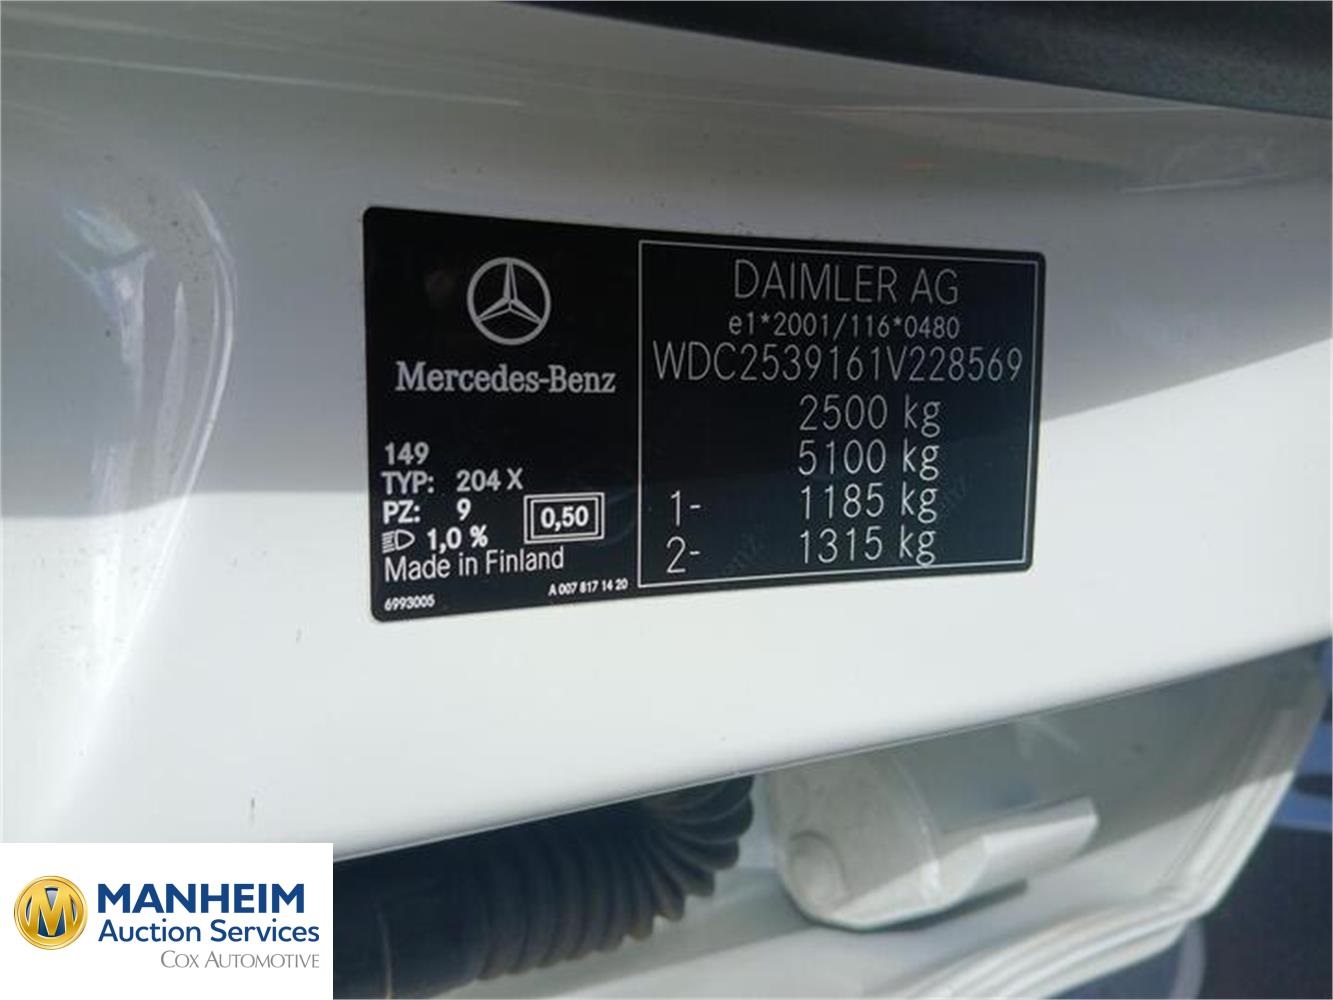 Mercedes-Benz
149
TYP: 204 X
PZ: 9
1,0 %
0,50
Made in Finland
6993005
A 007 817 14 20
DAIMLER AG
e1*2001/116*0480
WDC2539161V228569
2500 kg
5100 kg
1- 1185 kg
2- 1315 kg
MANHEIM
Auction Services
COX AUTOMOTIVE